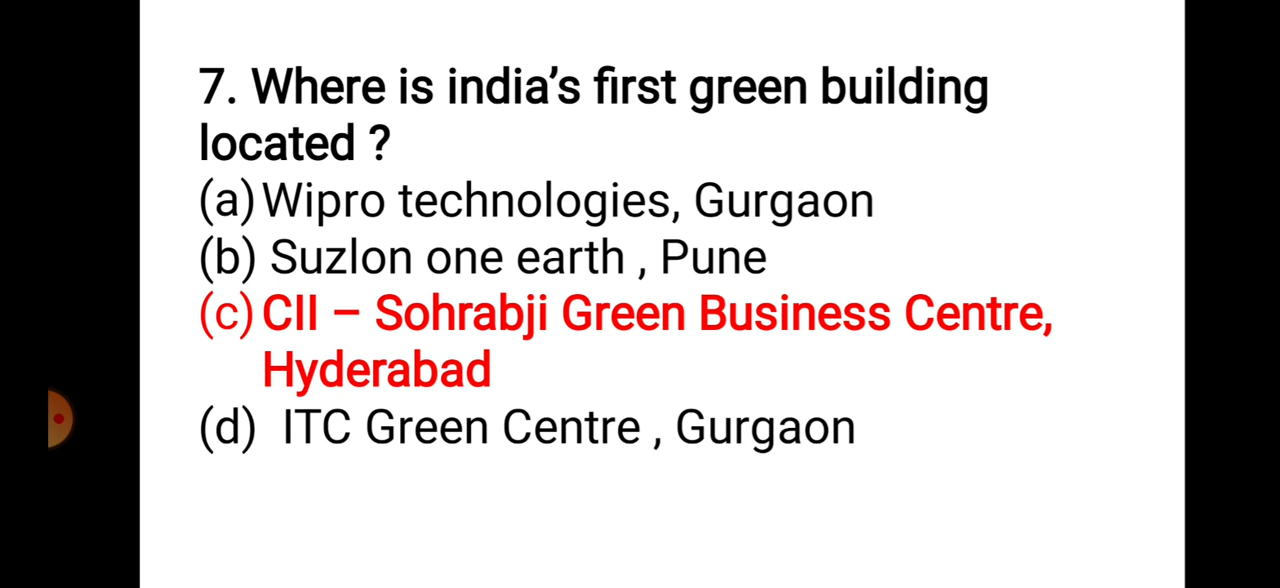 7. Where is india’s first green building
located ?
(a) Wipro technologies, Gurgaon
(b) Suzlon one earth , Pune
(c) CII – Sohrabji Green Business Centre,
Hyderabad
(d) ITC Green Centre , Gurgaon